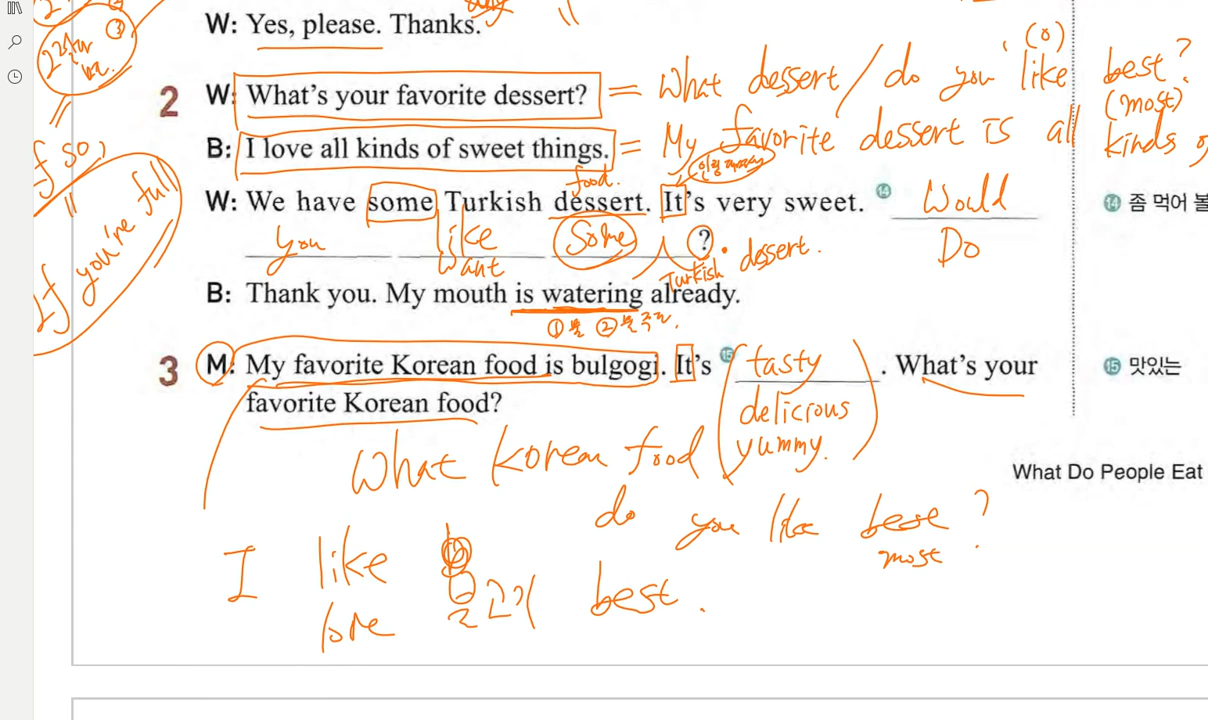 W: Yes, please. Thanks.
2 W: What's your favorite dessert? = What dessert / do you like best?
(o)
(most)
B: I love all kinds of sweet things. = My favorite dessert is all kinds
food.
W: We have some Turkish dessert. It's very sweet. ⑭ Would
Do
⑭ 좀 먹어 볼
you like some ? . dessert.
want
Turkish
B: Thank you. My mouth is watering already.
① ②
If so,
If you're full
3 M: My favorite Korean food is bulgogi. It's ⑮ tasty . What's your
⑮ 맛있는
favorite Korean food?
delicious
yummy.
What Korean food
do you like best ?
most
What Do People Eat
I like 불고기 best.
love